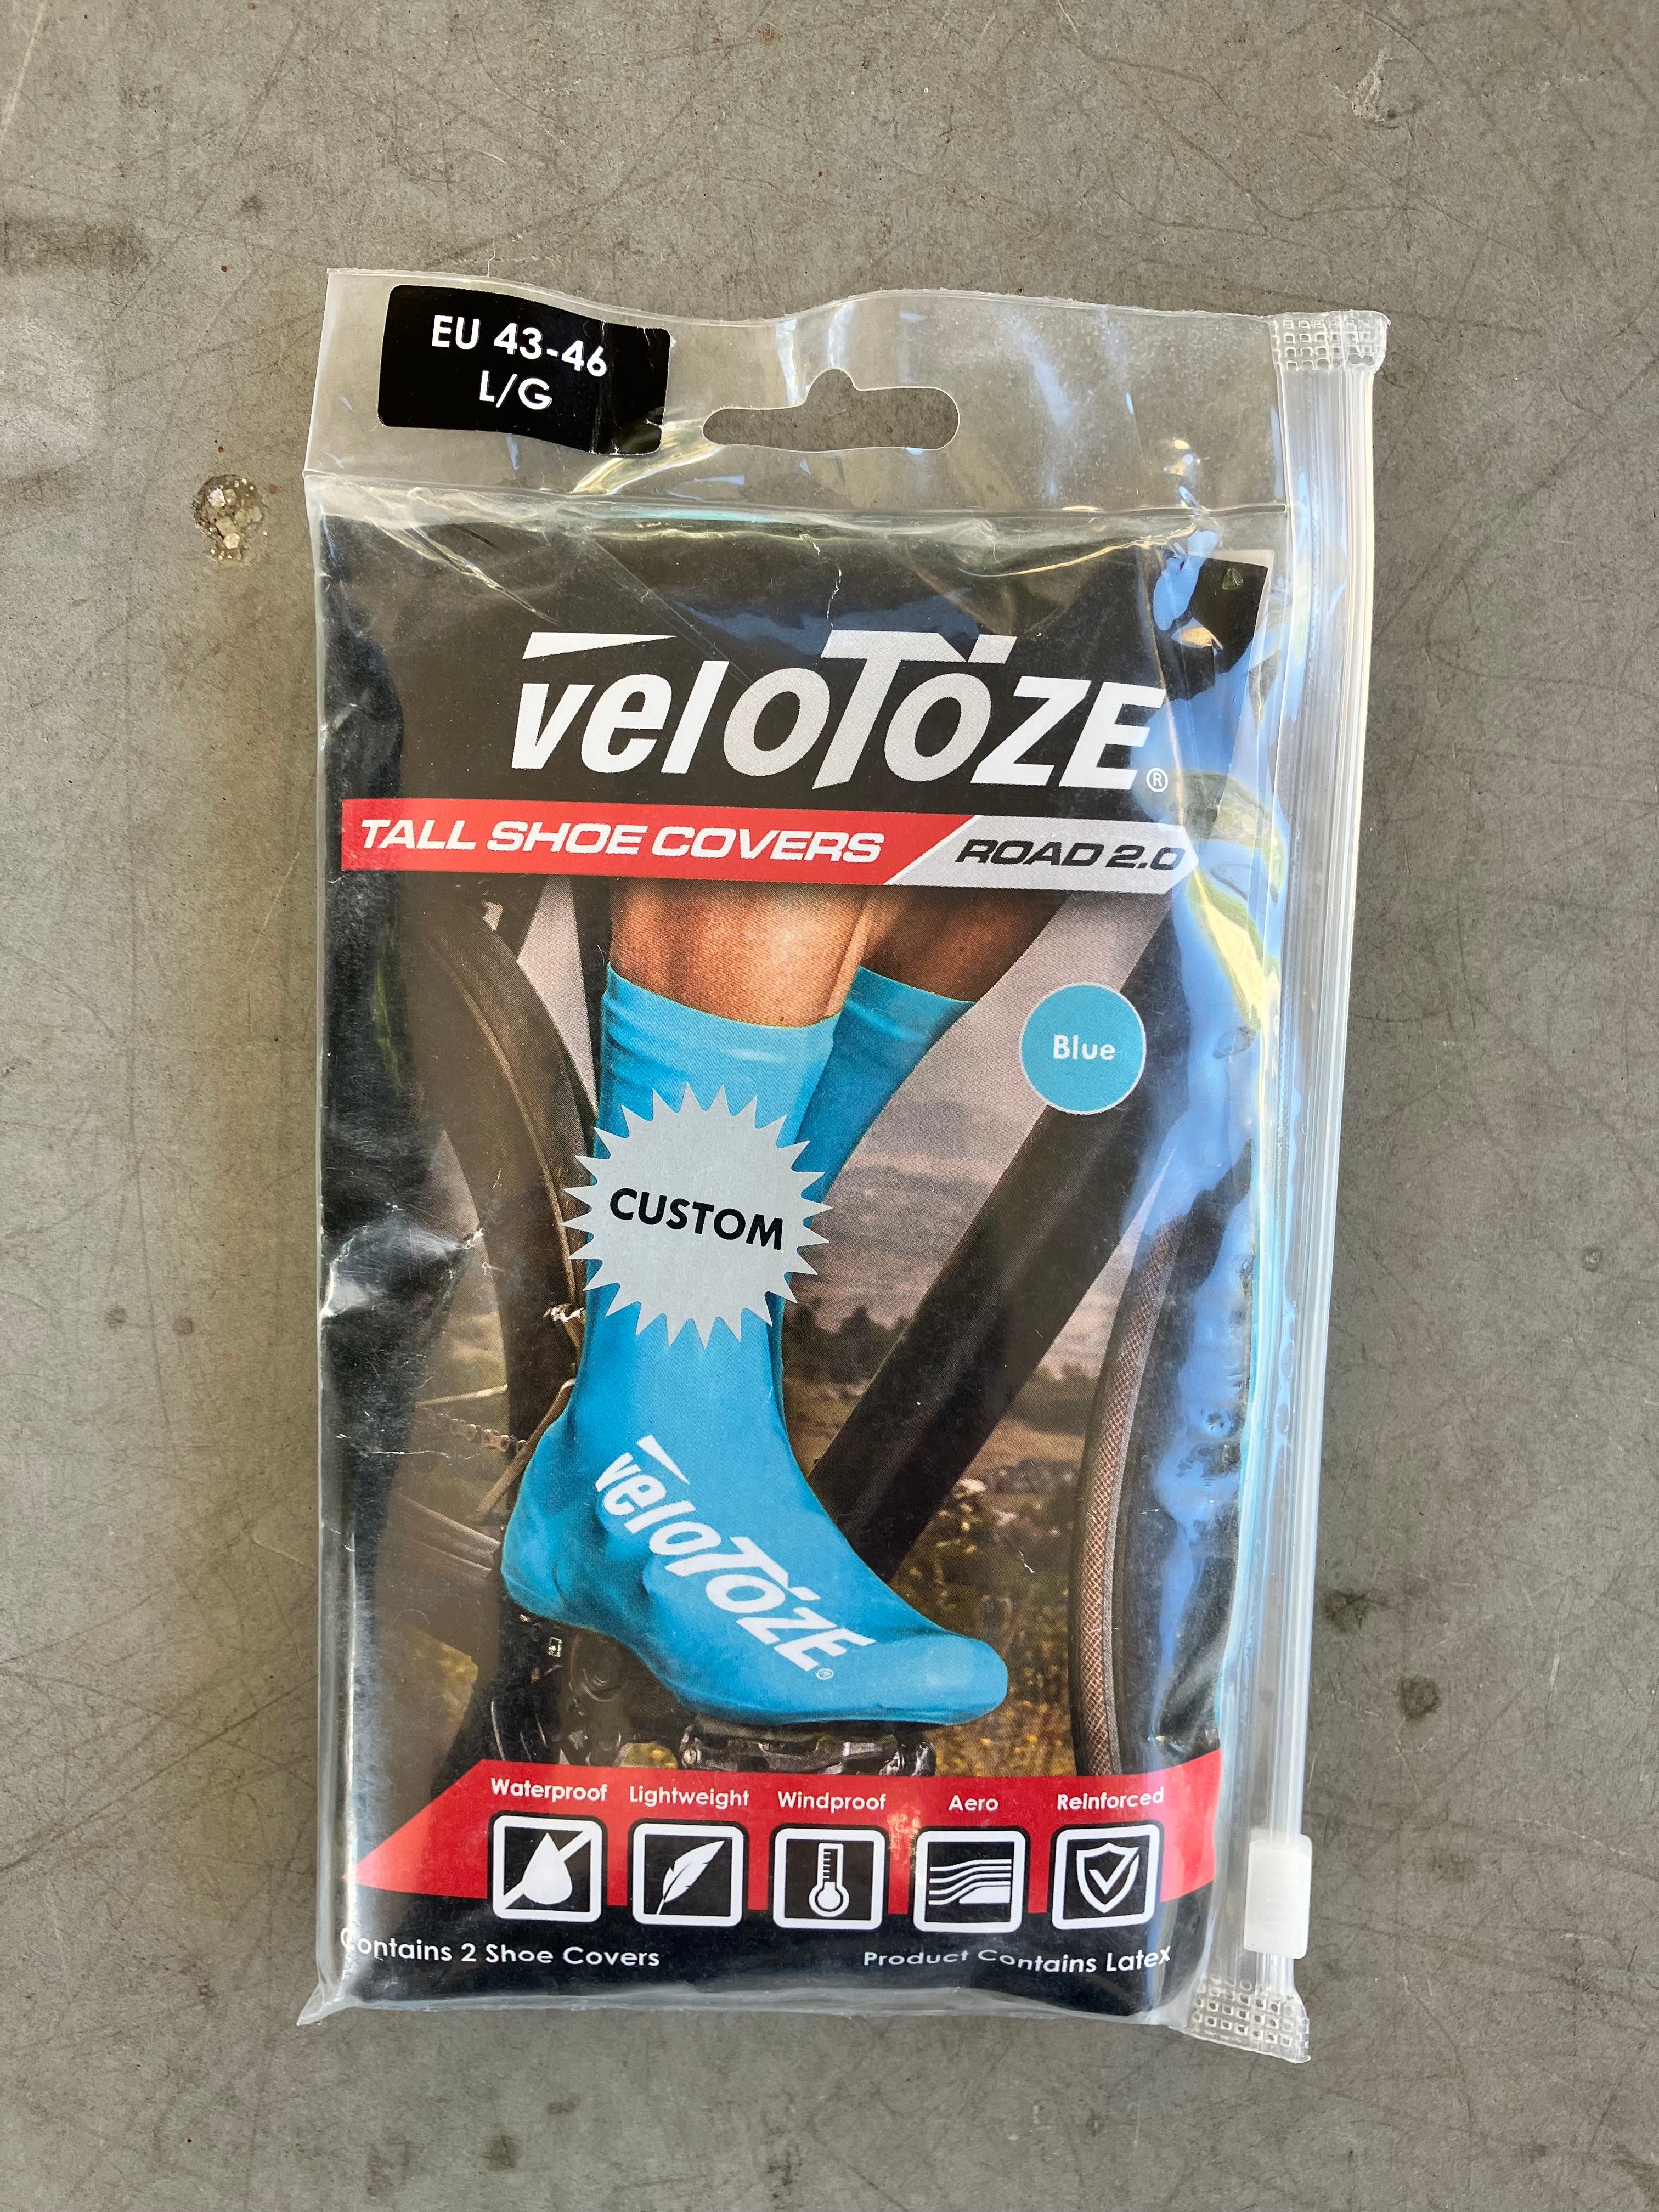 EU 43-46
L/G
veloToze®
TALL SHOE COVERS ROAD 2.0
Blue
CUSTOM
veloToze®
Waterproof Lightweight Windproof Aero Reinforced
Contains 2 Shoe Covers Product Contains Latex